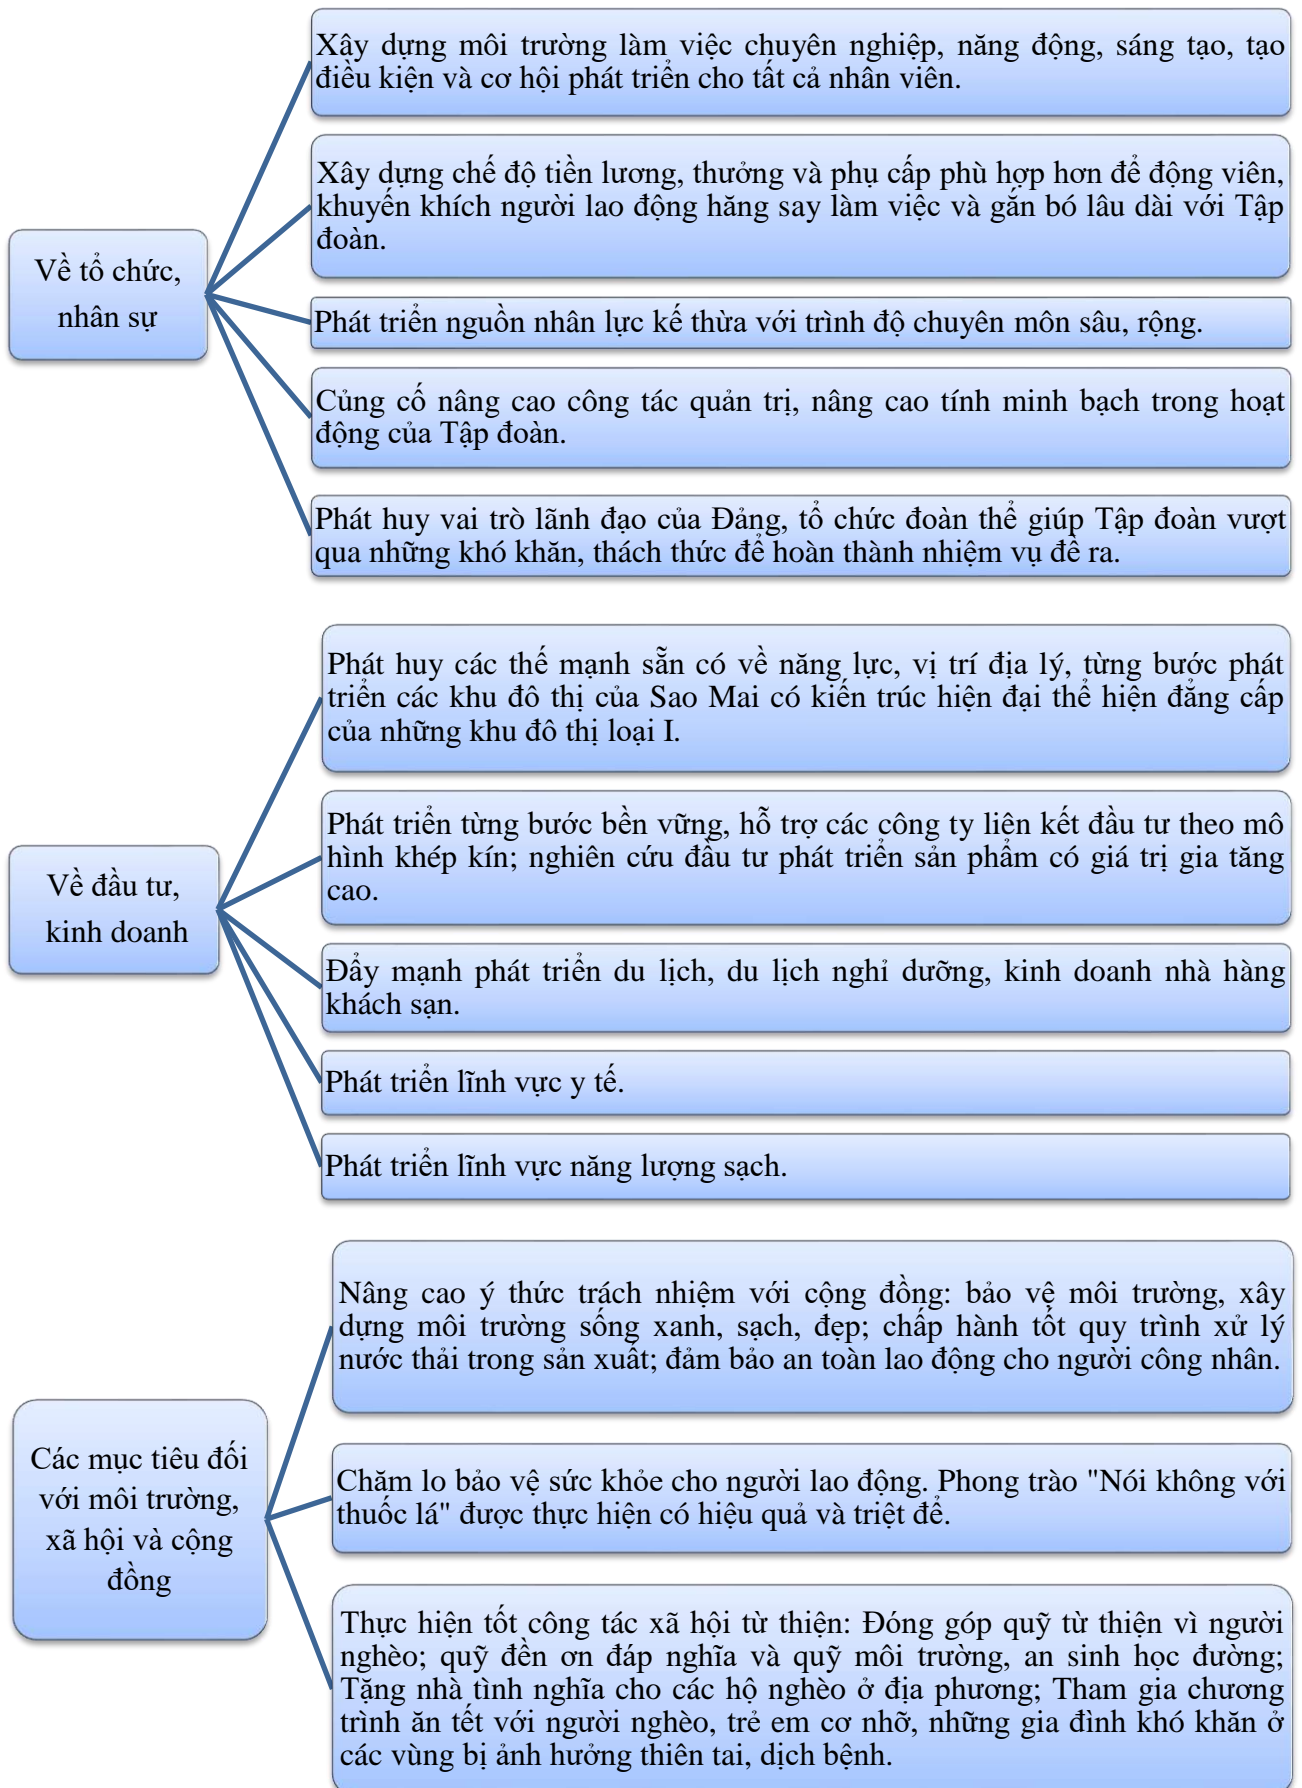 Xây dựng môi trường làm việc chuyên nghiệp, năng động, sáng tạo, tạo
điều kiện và cơ hội phát triển cho tất cả nhân viên.
Xây dựng chế độ tiền lương, thưởng và phụ cấp phù hợp hơn để động viên,
khuyến khích người lao động hăng say làm việc và gắn bó lâu dài với Tập
đoàn.
Về tổ chức,
nhân sự
Phát triển nguồn nhân lực kế thừa với trình độ chuyên môn sâu, rộng.
Củng cố nâng cao công tác quản trị, nâng cao tính minh bạch trong hoạt
động của Tập đoàn.
Phát huy vai trò lãnh đạo của Đảng, tổ chức đoàn thể giúp Tập đoàn vượt
qua những khó khăn, thách thức để hoàn thành nhiệm vụ đề ra.
Phát huy các thế mạnh sẵn có về năng lực, vị trí địa lý, từng bước phát
triển các khu đô thị của Sao Mai có kiến trúc hiện đại thể hiện đẳng cấp
của những khu đô thị loại I.
Phát triển từng bước bền vững, hỗ trợ các công ty liên kết đầu tư theo mô
hình khép kín; nghiên cứu đầu tư phát triển sản phẩm có giá trị gia tăng
cao.
Về đầu tư,
kinh doanh
Đẩy mạnh phát triển du lịch, du lịch nghỉ dưỡng, kinh doanh nhà hàng
khách sạn.
Phát triển lĩnh vực y tế.
Phát triển lĩnh vực năng lượng sạch.
Nâng cao ý thức trách nhiệm với cộng đồng: bảo vệ môi trường, xây
dựng môi trường sống xanh, sạch, đẹp; chấp hành tốt quy trình xử lý
nước thải trong sản xuất; đảm bảo an toàn lao động cho người công nhân.
Các mục tiêu đối
với môi trường,
xã hội và cộng
đồng
Chăm lo bảo vệ sức khỏe cho người lao động. Phong trào "Nói không với
thuốc lá" được thực hiện có hiệu quả và triệt để.
Thực hiện tốt công tác xã hội từ thiện: Đóng góp quỹ từ thiện vì người
nghèo; quỹ đền ơn đáp nghĩa và quỹ môi trường, an sinh học đường;
Tặng nhà tình nghĩa cho các hộ nghèo ở địa phương; Tham gia chương
trình ăn tết với người nghèo, trẻ em cơ nhỡ, những gia đình khó khăn ở
các vùng bị ảnh hưởng thiên tai, dịch bệnh.